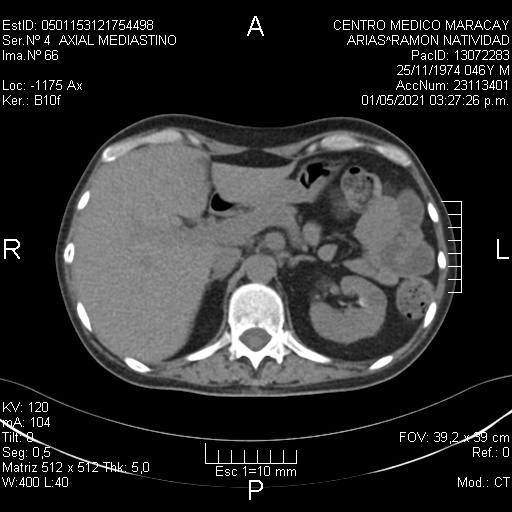 EstID: 0501153121754498
Ser.Nº 4 AXIAL MEDIASTINO
Ima.Nº 66
Loc: -1175 Ax
Ker.: B10f
A
CENTRO MEDICO MARACAY
ARIAS^RAMON NATIVIDAD
PacID: 13072283
25/11/1974 046Y M
AccNum: 23113401
01/05/2021 03:27:26 p.m.
R
L
KV: 120
mA: 104
Tilt: 0
Seg: 0,5
Matriz 512 x 512 Thk: 5,0
W:400 L:40
Esc 1=10 mm
P
FOV: 39,2 x 39 cm
Ref.: 0
Mod.: CT